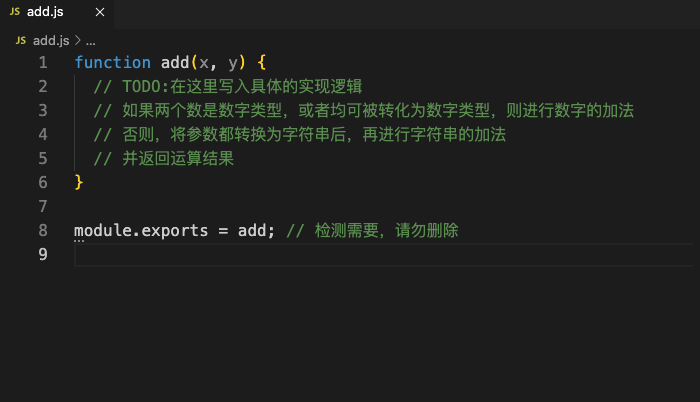 JS add.js ×
JS add.js > ...
1 function add(x, y) {
2 // TODO:在这里写入具体的实现逻辑
3 // 如果两个数是数字类型，或者均可被转化为数字类型，则进行数字的加法
4 // 否则，将参数都转换为字符串后，再进行字符串的加法
5 // 并返回运算结果
6 }
7
8 module.exports = add; // 检测需要，请勿删除
9